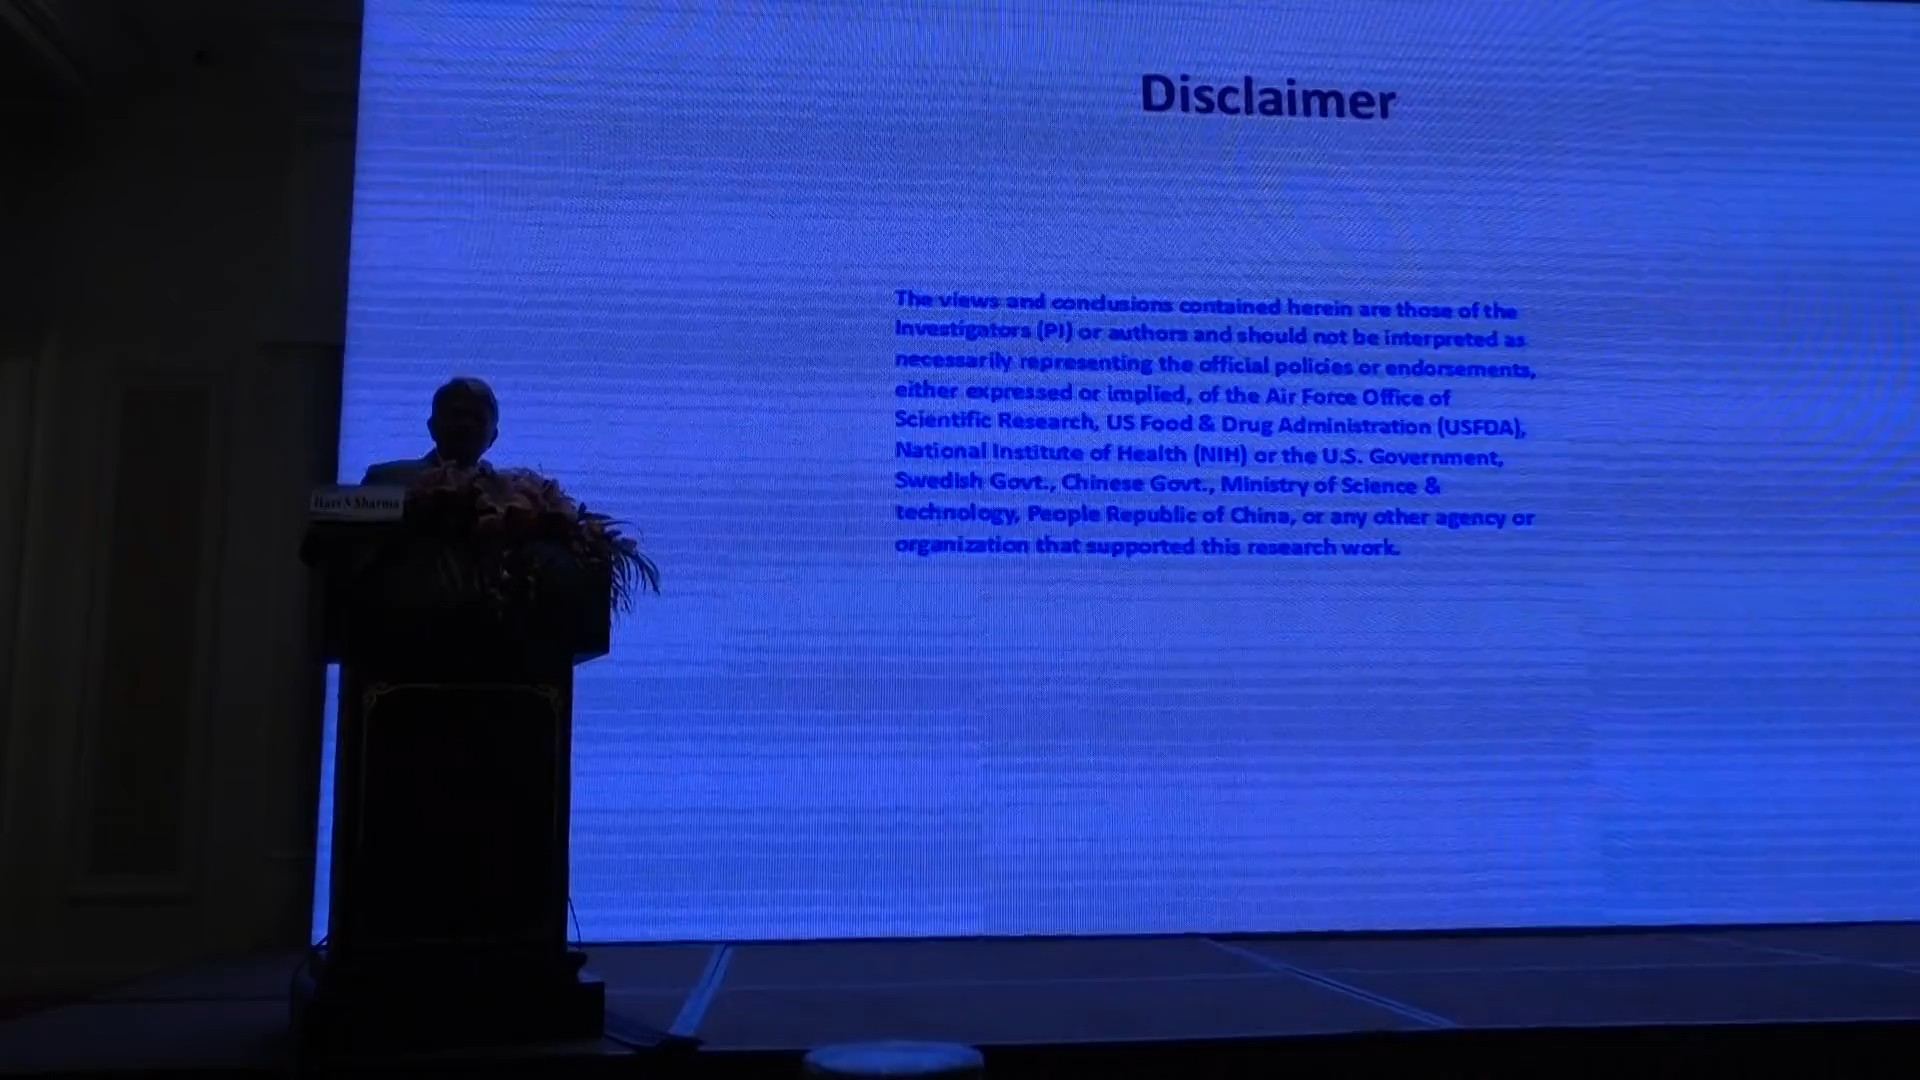 Disclaimer
The views and conclusions contained herein are those of the
Investigators (PI) or authors and should not be interpreted as
necessarily representing the official policies or endorsements,
either expressed or implied, of the Air Force Office of
Scientific Research, US Food & Drug Administration (USFDA),
National Institute of Health (NIH) or the U.S. Government,
Swedish Govt., Chinese Govt., Ministry of Science &
technology, People Republic of China, or any other agency or
organization that supported this research work.
Hari S Sharma